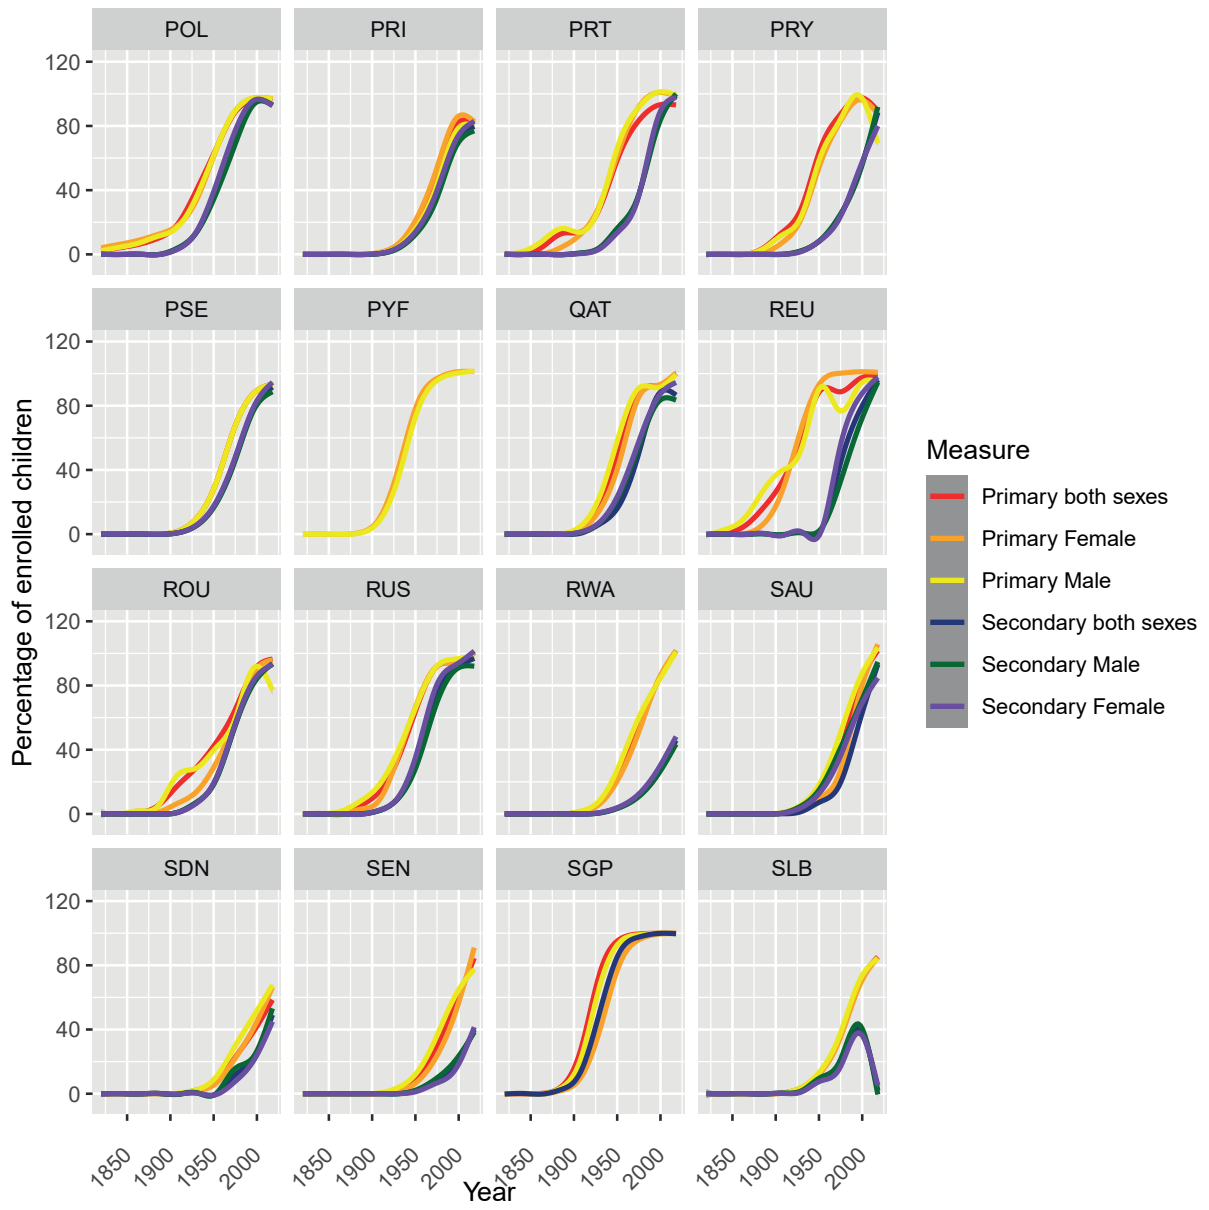 POL PRI PRT PRY
120
80
40
0
PSE PYF QAT REU
120
80
40
0
ROU RUS RWA SAU
120
80
40
0
SDN SEN SGP SLB
120
80
40
0
1850 1900 1950 2000 1850 1900 1950 2000 1850 1900 1950 2000 1850 1900 1950 2000
Year
Percentage of enrolled children
Measure
Primary both sexes
Primary Female
Primary Male
Secondary both sexes
Secondary Male
Secondary Female